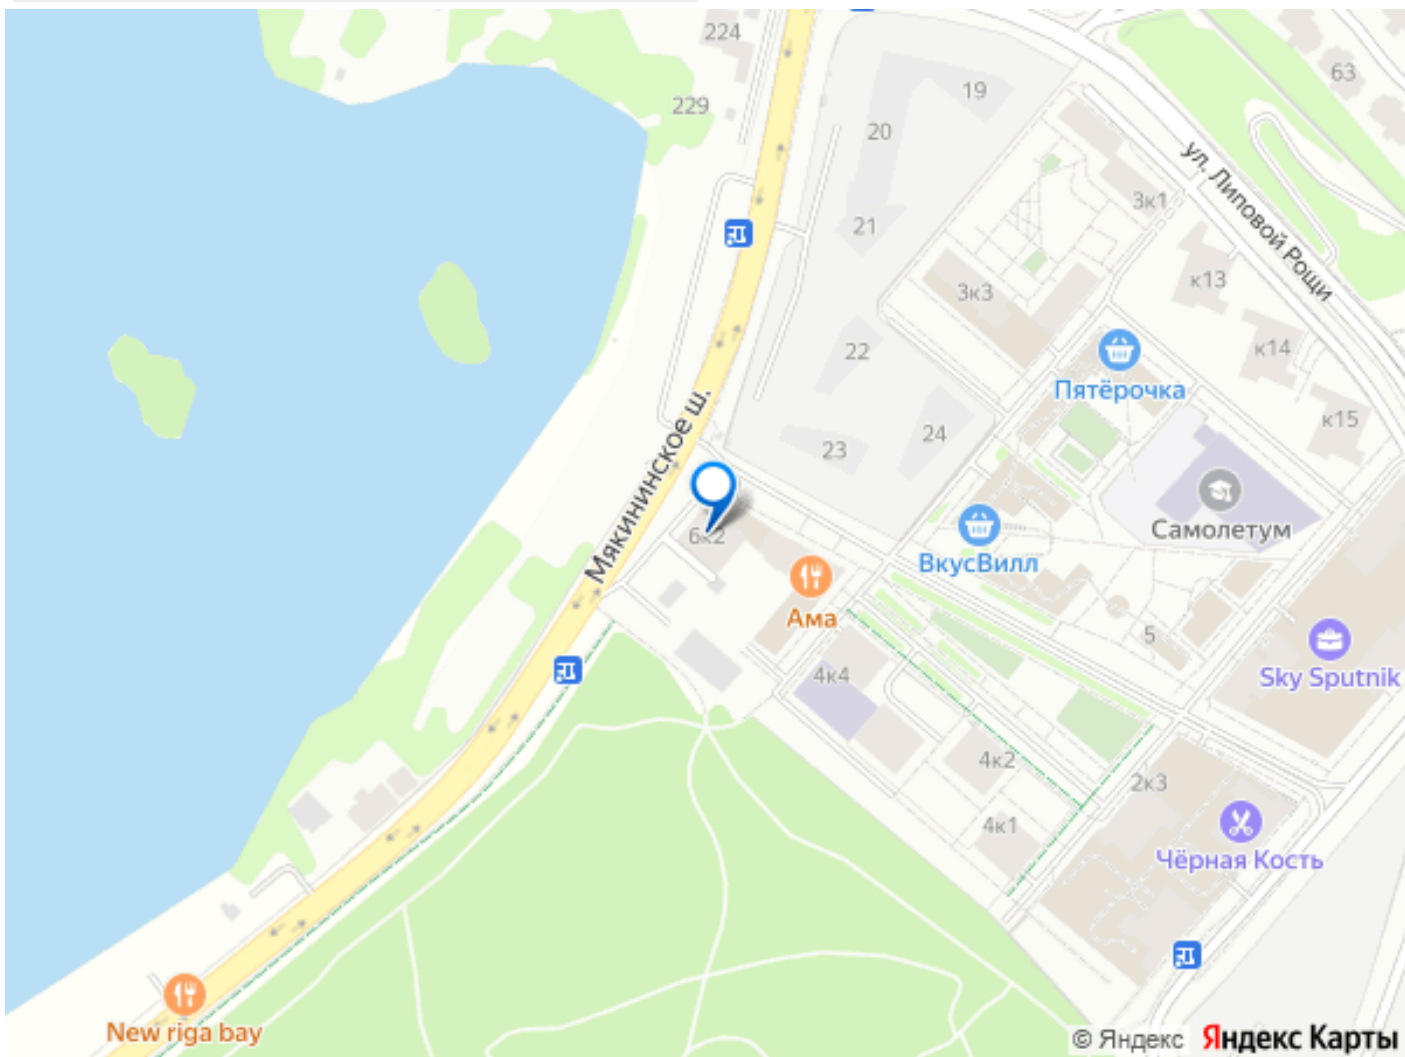 224
63
19
229
20
ул. Липовой Рощи
3к1
21
к13
3к3
22
к14
Пятёрочка
Мякининское ш.
к15
24
23
Самолетум
6к2
ВкусВилл
Ама
5
4к4
Sky Sputnik
4к2
2к3
4к1
Чёрная Кость
New riga bay
© Яндекс Яндекс Карты